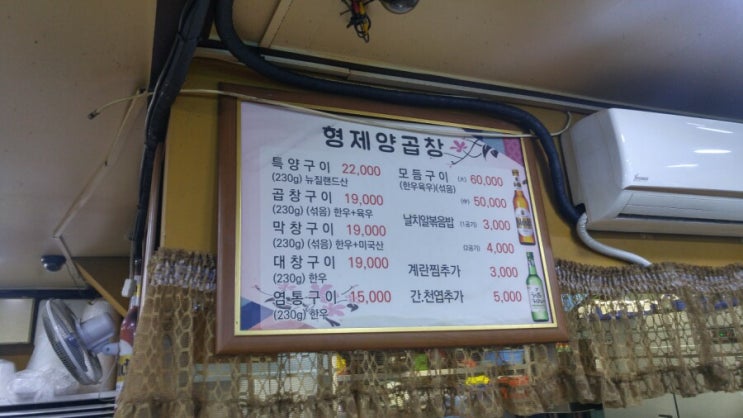 형제양곱창
특양구이 22,000
(230g) 뉴질랜드산
곱창구이 19,000
(230g) (섞음) 한우+육우
막창구이 19,000
(230g) (섞음) 한우+미국산
대창구이 19,000
(230g) 한우
염통구이 15,000
(230g) 한우
모듬구이 (大) 60,000
(한우육우)(섞음)
(中) 50,000
날치알볶음밥 (1공기) 3,000
(2공기) 4,000
계란찜추가 3,000
간.천엽추가 5,000